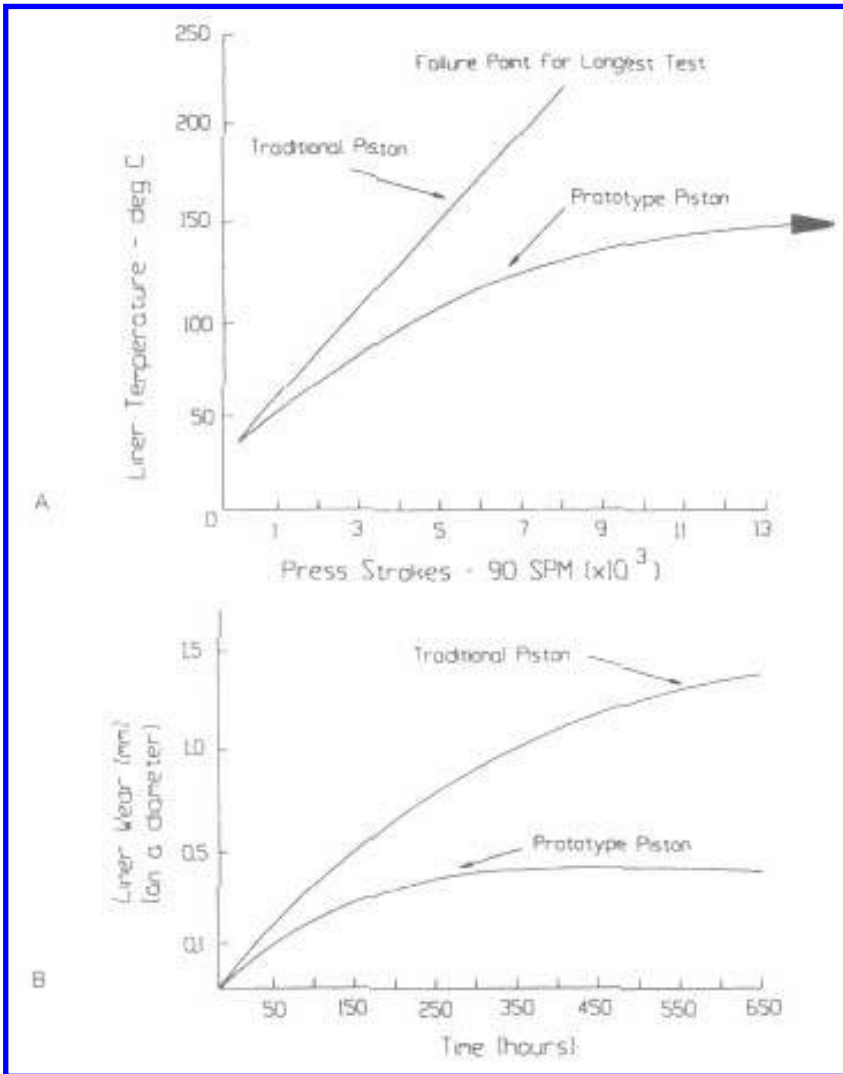 250
200
150
100
50
0
Liner Temperature - deg C
Failure Point for Longest Test
Traditional Piston
Prototype Piston
A
1 3 5 7 9 11 13
Press Strokes - 90 SPM (x10³)
1.5
1.0
0.5
0.1
Liner Wear (mm)
(on a diameter)
Traditional Piston
Prototype Piston
B
50 150 250 350 450 550 650
Time (hours)